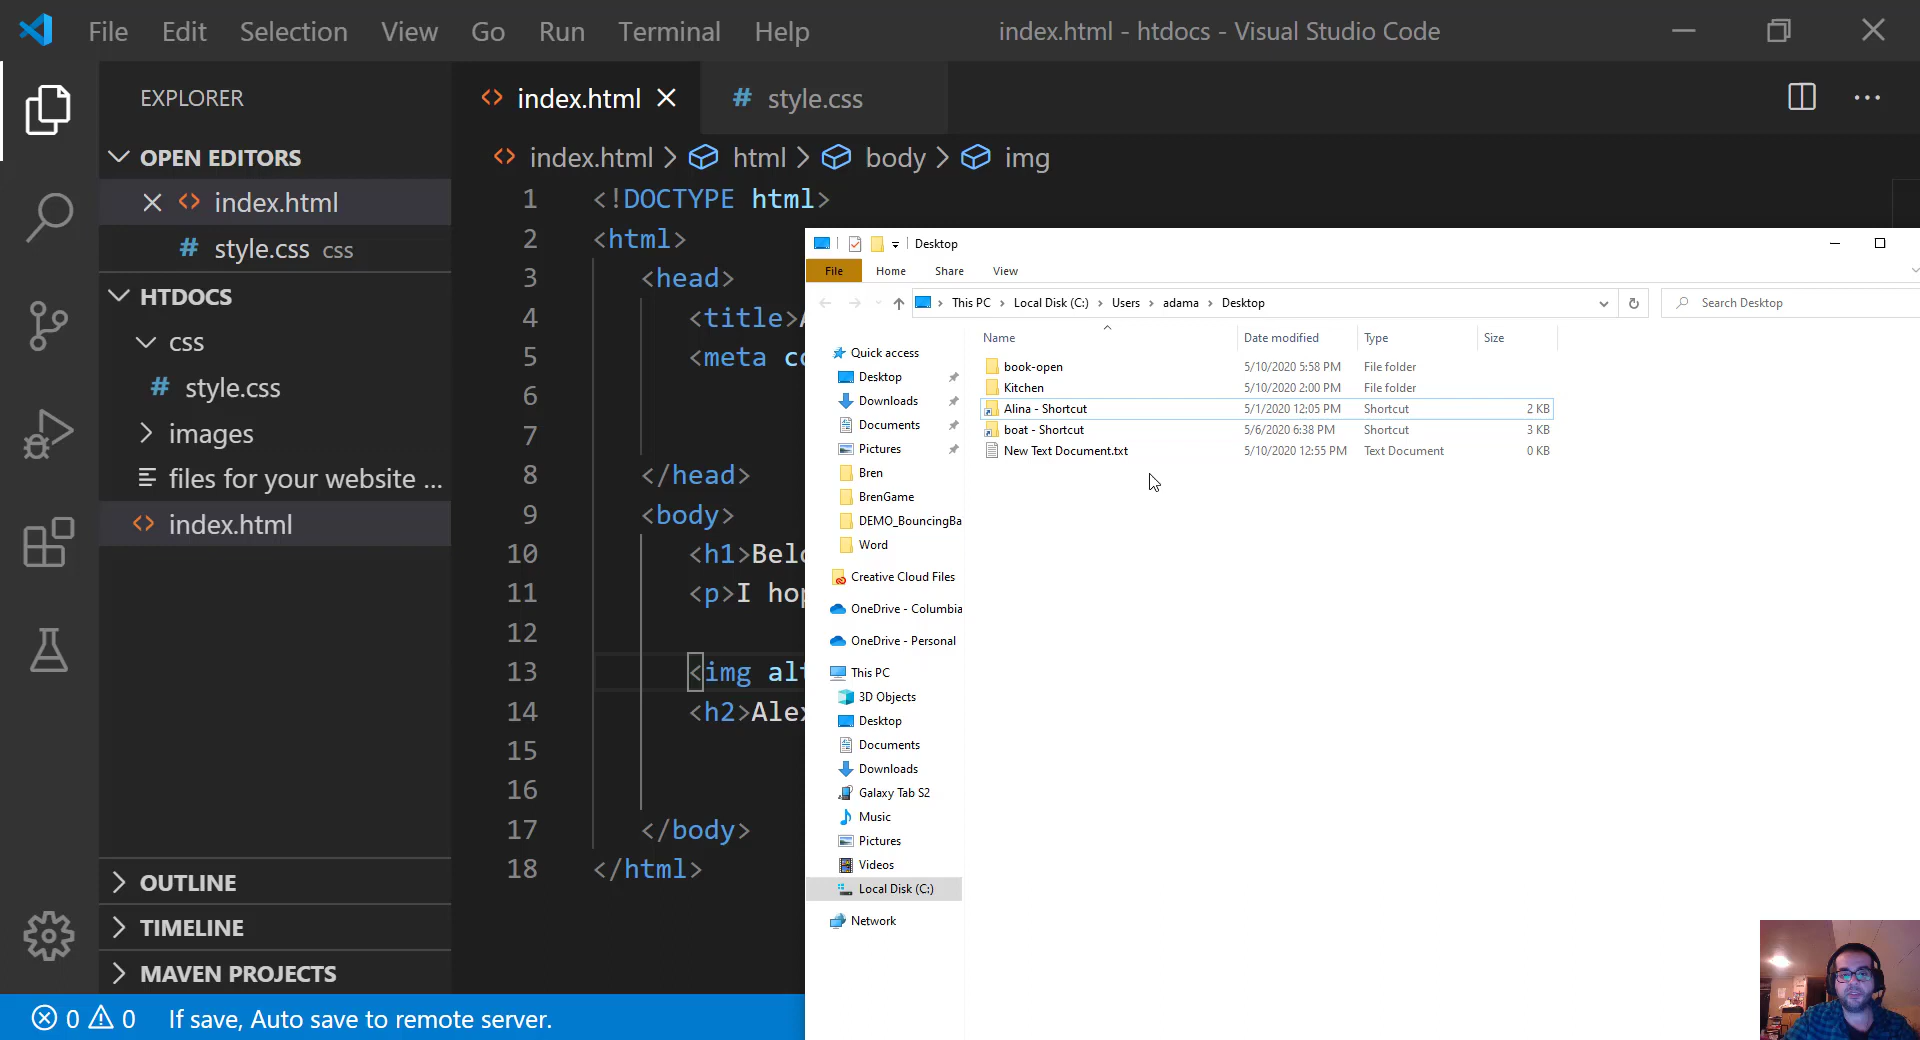 File Edit Selection View Go Run Terminal Help index.html - htdocs - Visual Studio Code
EXPLORER
OPEN EDITORS
index.html
style.css css
HTDOCS
css
style.css
images
files for your website ...
index.html
OUTLINE
TIMELINE
MAVEN PROJECTS
index.html
style.css
index.html > html > body > img
1 <!DOCTYPE html>
2 <html>
3 <head>
4 <title>
5 <meta co
6
7
8 </head>
9 <body>
10 <h1>Belo
11 <p>I hop
12
13 <img alt
14 <h2>Alex
15
16
17 </body>
18 </html>
0 0 If save, Auto save to remote server.
Desktop
File Home Share View
This PC > Local Disk (C:) > Users > adama > Desktop
Search Desktop
Quick access
Desktop
Downloads
Documents
Pictures
Bren
BrenGame
DEMO_BouncingBa
Word
Creative Cloud Files
OneDrive - Columbia
OneDrive - Personal
This PC
3D Objects
Desktop
Documents
Downloads
Galaxy Tab S2
Music
Pictures
Videos
Local Disk (C:)
Network
Name Date modified Type Size
book-open 5/10/2020 5:58 PM File folder
Kitchen 5/10/2020 2:00 PM File folder
Alina - Shortcut 5/1/2020 12:05 PM Shortcut 2 KB
boat - Shortcut 5/6/2020 6:38 PM Shortcut 3 KB
New Text Document.txt 5/10/2020 12:55 PM Text Document 0 KB